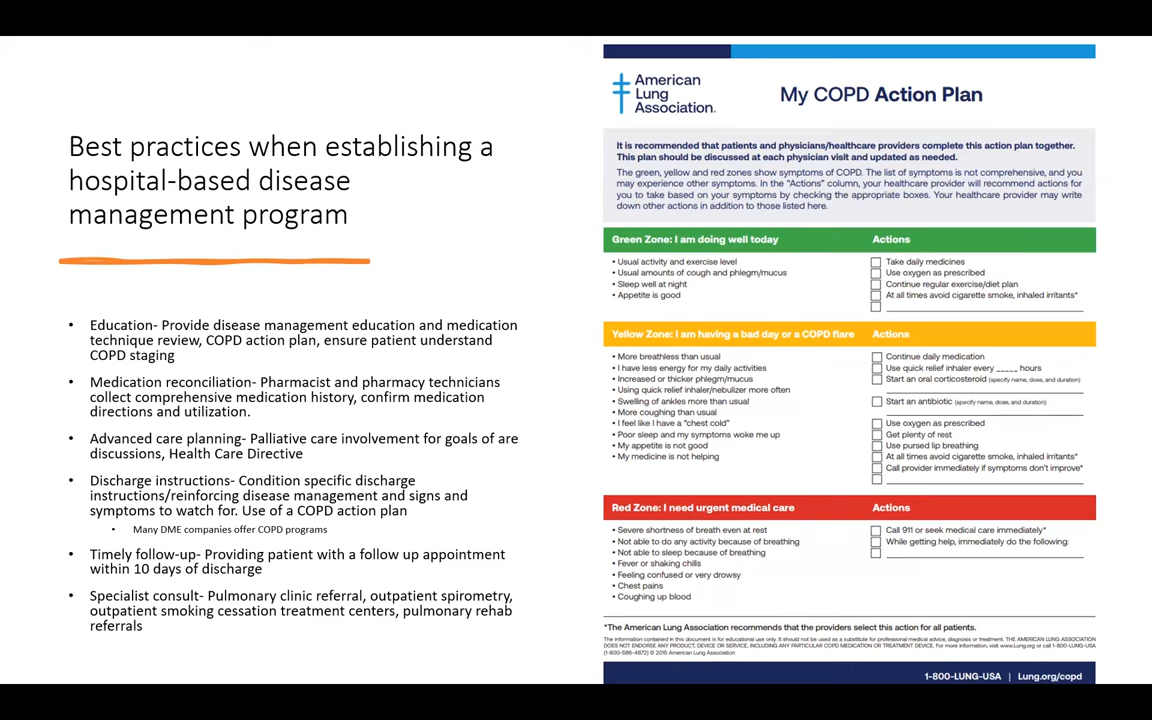 Best practices when establishing a
hospital-based disease
management program
• Education- Provide disease management education and medication
technique review, COPD action plan, ensure patient understand
COPD staging
• Medication reconciliation- Pharmacist and pharmacy technicians
collect comprehensive medication history, confirm medication
directions and utilization.
• Advanced care planning- Palliative care involvement for goals of are
discussions, Health Care Directive
• Discharge instructions- Condition specific discharge
instructions/reinforcing disease management and signs and
symptoms to watch for. Use of a COPD action plan
• Many DME companies offer COPD programs
• Timely follow-up- Providing patient with a follow up appointment
within 10 days of discharge
• Specialist consult- Pulmonary clinic referral, outpatient spirometry,
outpatient smoking cessation treatment centers, pulmonary rehab
referrals
American
Lung
Association.
My COPD Action Plan
It is recommended that patients and physicians/healthcare providers complete this action plan together.
This plan should be discussed at each physician visit and updated as needed.
The green, yellow and red zones show symptoms of COPD. The list of symptoms is not comprehensive, and you
may experience other symptoms. In the "Actions" column, your healthcare provider will recommend actions for
you to take based on your symptoms by checking the appropriate boxes. Your healthcare provider may write
down other actions in addition to those listed here.
Green Zone: I am doing well today
Actions
• Usual activity and exercise level
• Usual amounts of cough and phlegm/mucus
• Sleep well at night
• Appetite is good
Take daily medicines
Use oxygen as prescribed
Continue regular exercise/diet plan
At all times avoid cigarette smoke, inhaled irritants*
Yellow Zone: I am having a bad day or a COPD flare
Actions
• More breathless than usual
• I have less energy for my daily activities
• Increased or thicker phlegm/mucus
• Using quick relief inhaler/nebulizer more often
• Swelling of ankles more than usual
• More coughing than usual
• I feel like I have a "chest cold"
• Poor sleep and my symptoms woke me up
• My appetite is not good
• My medicine is not helping
Continue daily medication
Use quick relief inhaler every _____ hours
Start an oral corticosteroid (specify name, dose, and duration)
Start an antibiotic (specify name, dose, and duration)
Use oxygen as prescribed
Get plenty of rest
Use pursed lip breathing
At all times avoid cigarette smoke, inhaled irritants*
Call provider immediately if symptoms don't improve*
Red Zone: I need urgent medical care
Actions
• Severe shortness of breath even at rest
• Not able to do any activity because of breathing
• Not able to sleep because of breathing
• Fever or shaking chills
• Feeling confused or very drowsy
• Chest pains
• Coughing up blood
Call 911 or seek medical care immediately*
While getting help, immediately do the following:
*The American Lung Association recommends that the providers select this action for all patients.
The information contained in this document is for educational use only. It should not be used as a substitute for professional medical advice, diagnosis or treatment. THE AMERICAN LUNG ASSOCIATION
DOES NOT ENDORSE ANY PRODUCT, DEVICE OR SERVICE, INCLUDING ANY PARTICULAR COPD MEDICATION OR TREATMENT DEVICE. For more information, visit www.Lung.org or call 1-800-LUNG-USA
(1-800-586-4872) © 2015 American Lung Association
1-800-LUNG-USA | Lung.org/copd